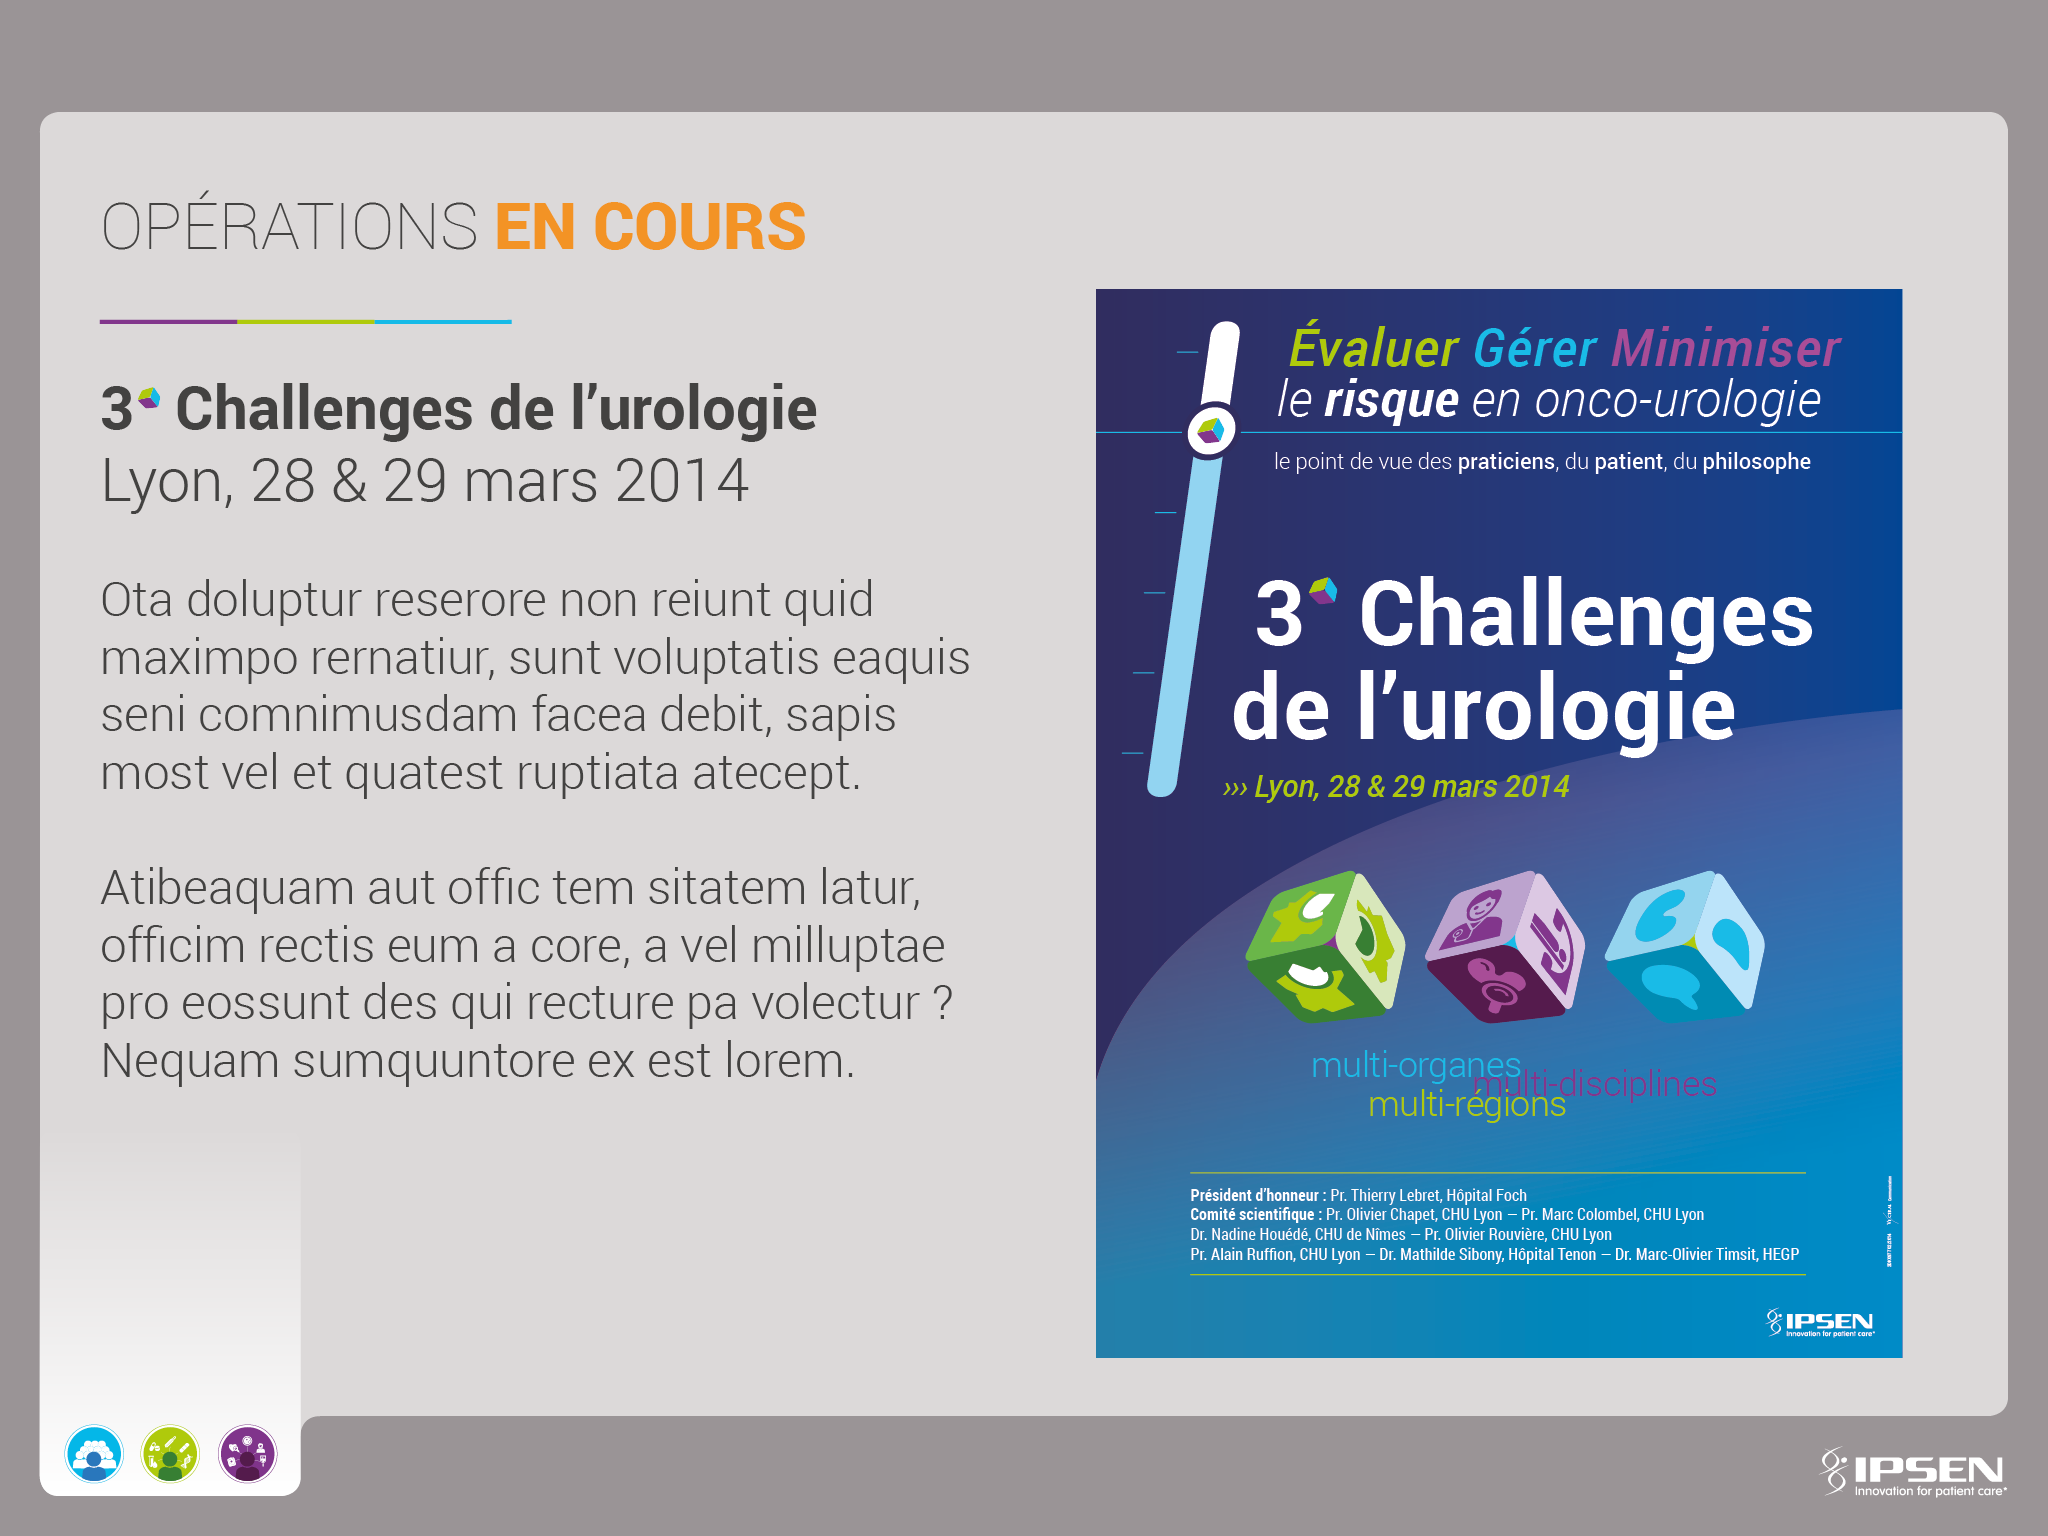 OPÉRATIONS EN COURS
3 Challenges de l’urologie
Lyon, 28 & 29 mars 2014
Ota doluptur reserore non reiunt quid
maximpo rernatiur, sunt voluptatis eaquis
seni comnimusdam facea debit, sapis
most vel et quatest ruptiata atecept.
Atibeaquam aut offic tem sitatem latur,
officim rectis eum a core, a vel milluptae
pro eossunt des qui recture pa volectur ?
Nequam sumquuntore ex est lorem.
Évaluer Gérer Minimiser
le risque en onco-urologie
le point de vue des praticiens, du patient, du philosophe
3 Challenges
de l’urologie
››› Lyon, 28 & 29 mars 2014
multi-organes
multi-disciplines
multi-régions
Président d’honneur : Pr. Thierry Lebret, Hôpital Foch
Comité scientifique : Pr. Olivier Chapet, CHU Lyon — Pr. Marc Colombel, CHU Lyon
Dr. Nadine Houédé, CHU de Nîmes — Pr. Olivier Rouvière, CHU Lyon
Pr. Alain Ruffion, CHU Lyon — Dr. Mathilde Sibony, Hôpital Tenon — Dr. Marc-Olivier Timsit, HEGP
IPSEN
Innovation for patient care*
IPSEN
Innovation for patient care*